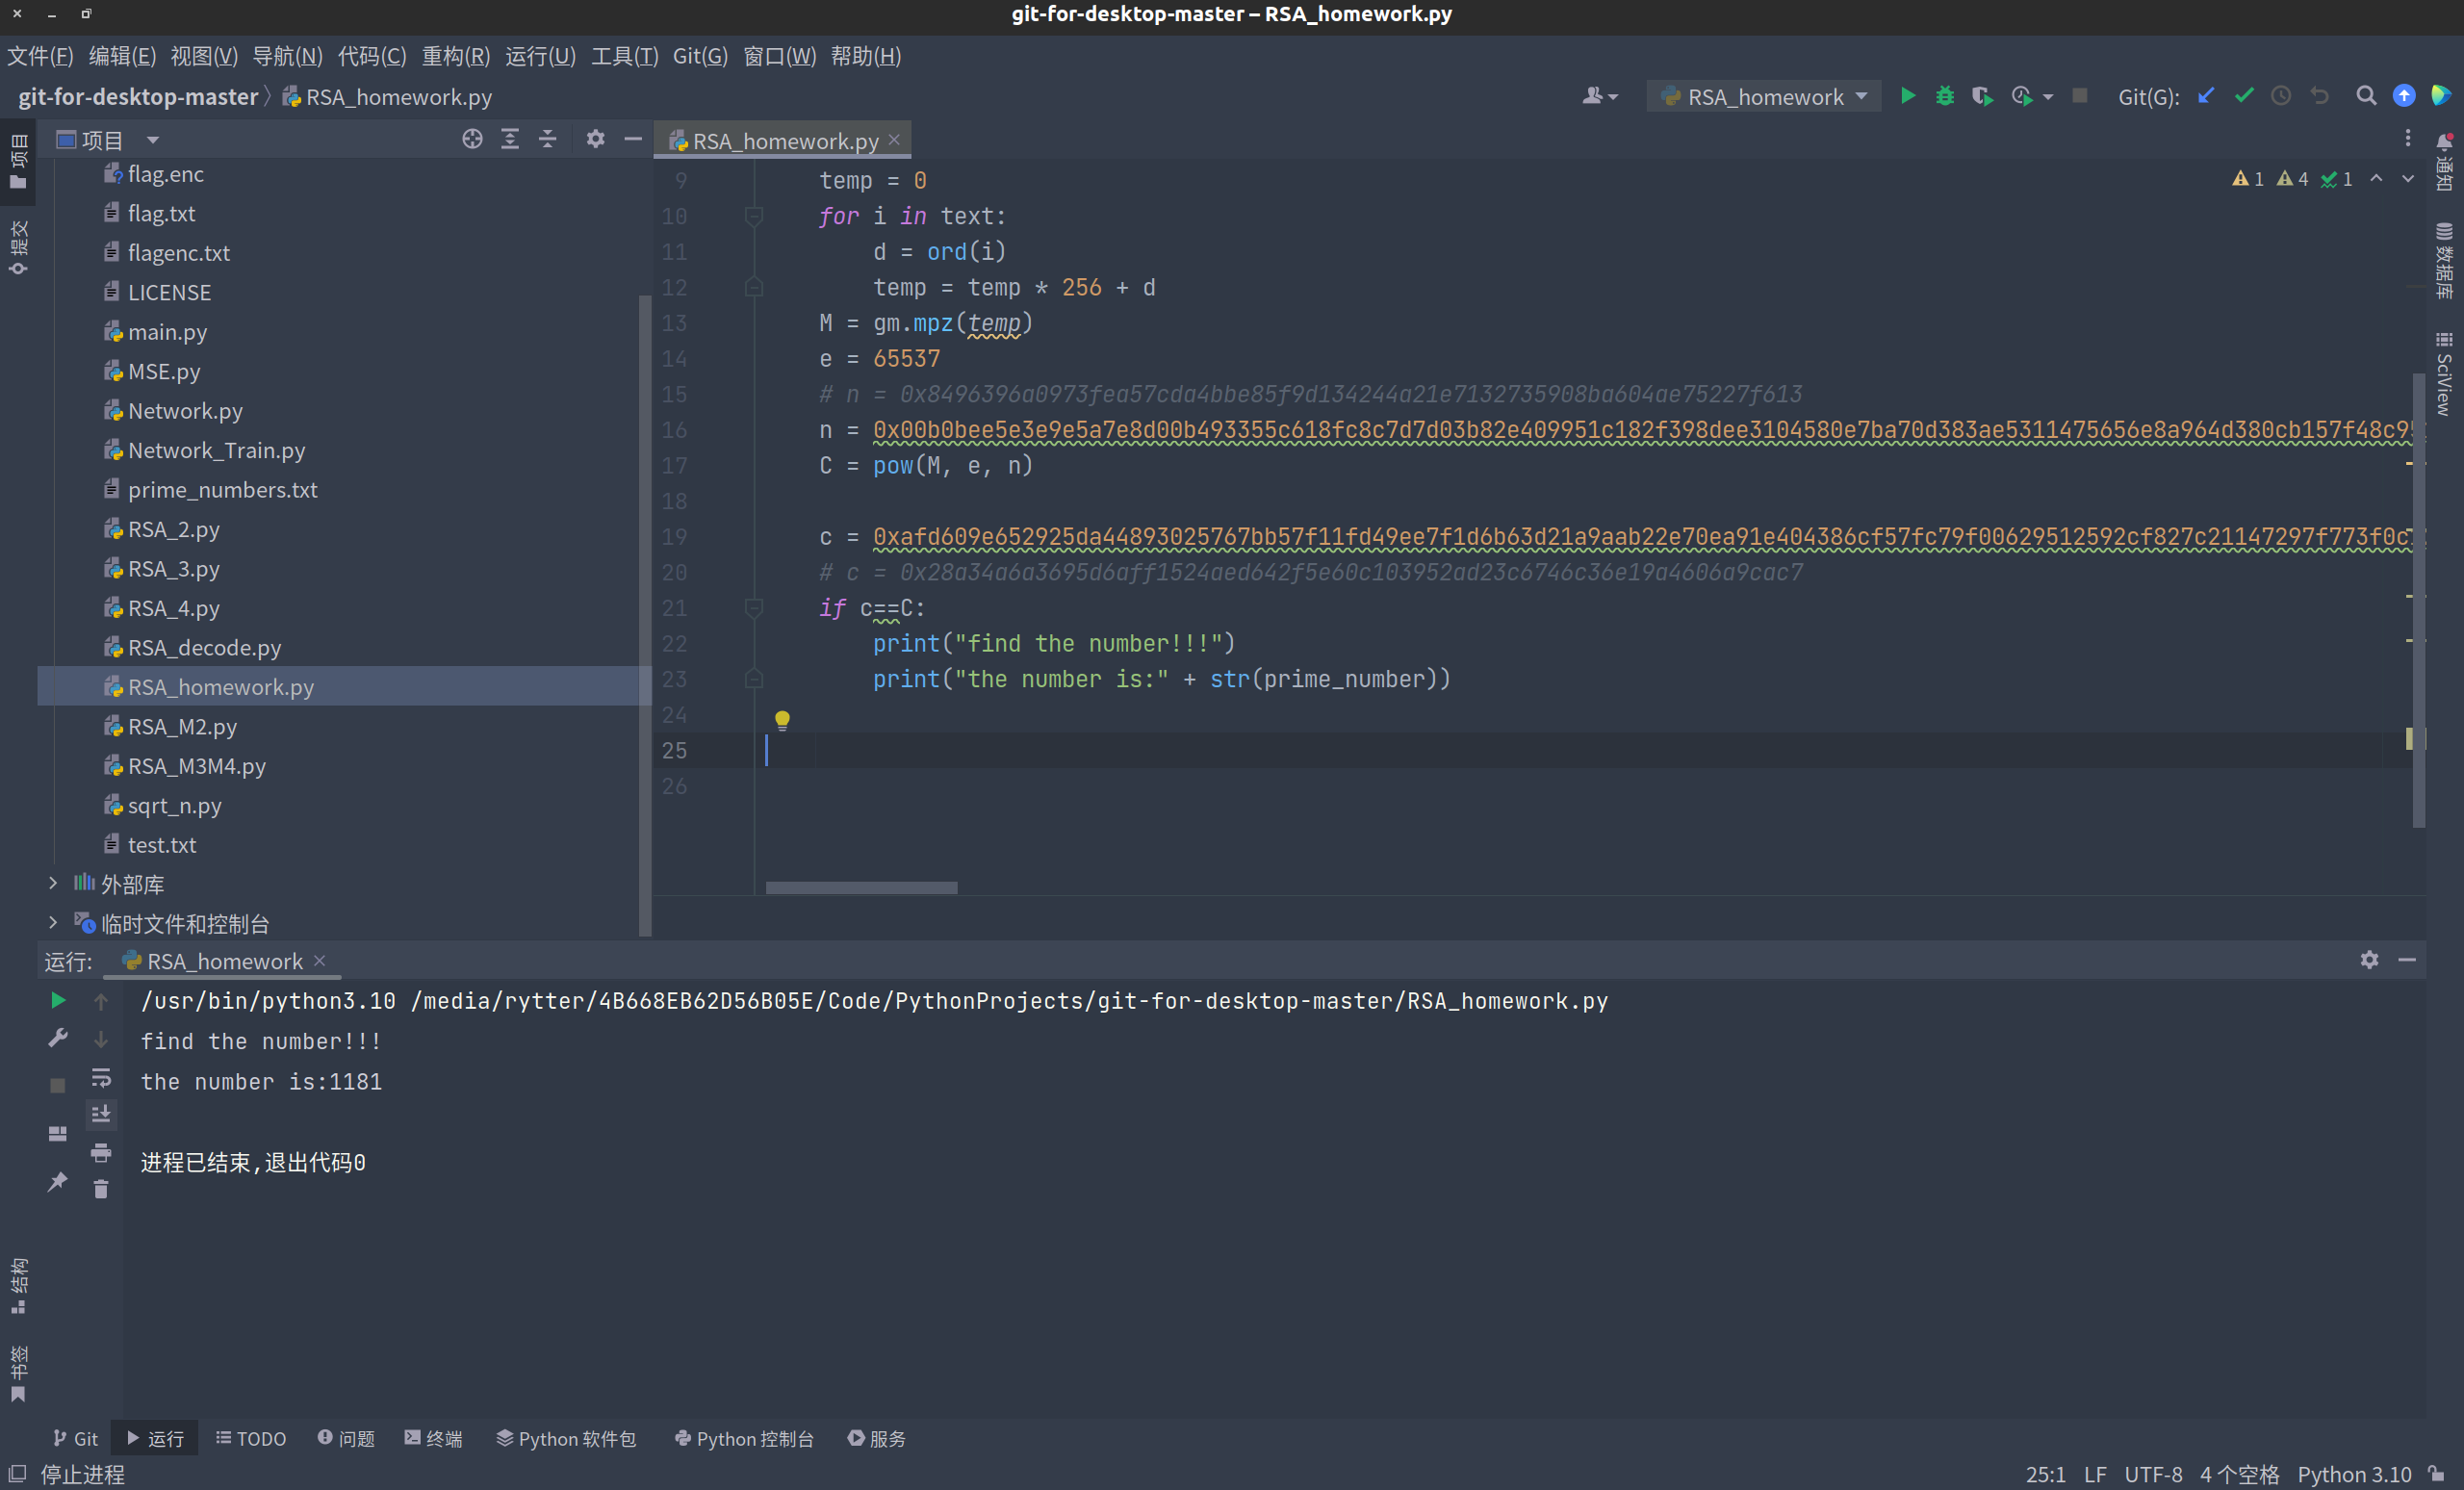 git-for-desktop-master – RSA_homework.py
文件(F) 编辑(E) 视图(V) 导航(N) 代码(C) 重构(R) 运行(U) 工具(T) Git(G) 窗口(W) 帮助(H)
git-for-desktop-master RSA_homework.py RSA_homework Git(G):
项目
RSA_homework.py
项目
提交
结构
书签
flag.enc
flag.txt
flagenc.txt
LICENSE
main.py
MSE.py
Network.py
Network_Train.py
prime_numbers.txt
RSA_2.py
RSA_3.py
RSA_4.py
RSA_decode.py
RSA_homework.py
RSA_M2.py
RSA_M3M4.py
sqrt_n.py
test.txt
外部库
临时文件和控制台
1 4 1
9 temp = 0
10 for i in text:
11 d = ord(i)
12 temp = temp * 256 + d
13 M = gm.mpz(temp)
14 e = 65537
15 # n = 0x8496396a0973fea57cda4bbe85f9d134244a21e7132735908ba604ae75227f613
16 n = 0x00b0bee5e3e9e5a7e8d00b493355c618fc8c7d7d03b82e409951c182f398dee3104580e7ba70d383ae5311475656e8a964d380cb157f48c95
17 C = pow(M, e, n)
18
19 c = 0xafd609e652925da44893025767bb57f11fd49ee7f1d6b63d21a9aab22e70ea91e404386cf57fc79f00629512592cf827c21147297f773f0c
20 # c = 0x28a34a6a3695d6aff1524aed642f5e60c103952ad23c6746c36e19a4606a9cac7
21 if c==C:
22 print("find the number!!!")
23 print("the number is:" + str(prime_number))
24
25
26
通知
数据库
SciView
运行: RSA_homework
/usr/bin/python3.10 /media/rytter/4B668EB62D56B05E/Code/PythonProjects/git-for-desktop-master/RSA_homework.py
find the number!!!
the number is:1181
进程已结束,退出代码0
Git 运行 TODO 问题 终端 Python 软件包 Python 控制台 服务
停止进程 25:1 LF UTF-8 4 个空格 Python 3.10